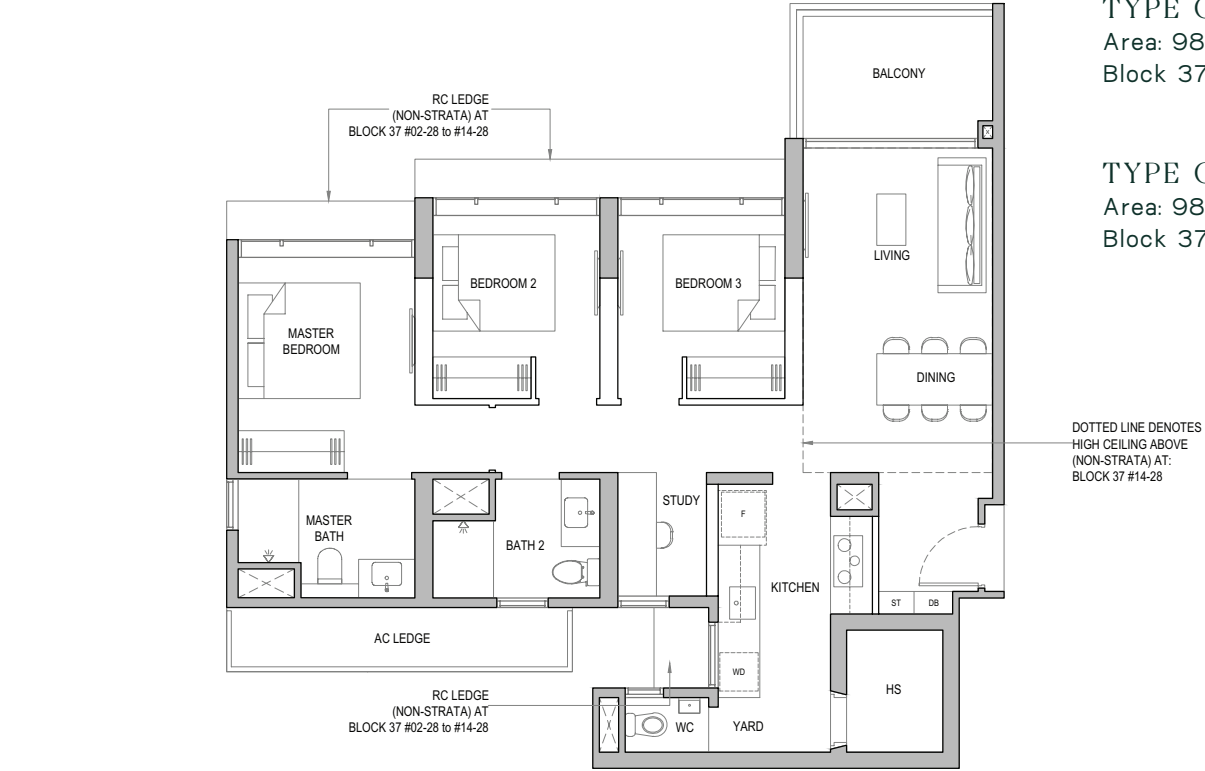 TYPE C
Area: 98
Block 37
BALCONY
RC LEDGE
(NON-STRATA) AT
BLOCK 37 #02-28 to #14-28
TYPE C
Area: 98
Block 37
LIVING
BEDROOM 2
BEDROOM 3
MASTER
BEDROOM
DINING
DOTTED LINE DENOTES
HIGH CEILING ABOVE
(NON-STRATA) AT:
BLOCK 37 #14-28
STUDY
F
MASTER
BATH
BATH 2
KITCHEN
ST
DB
AC LEDGE
WD
HS
RC LEDGE
(NON-STRATA) AT
BLOCK 37 #02-28 to #14-28
WC
YARD